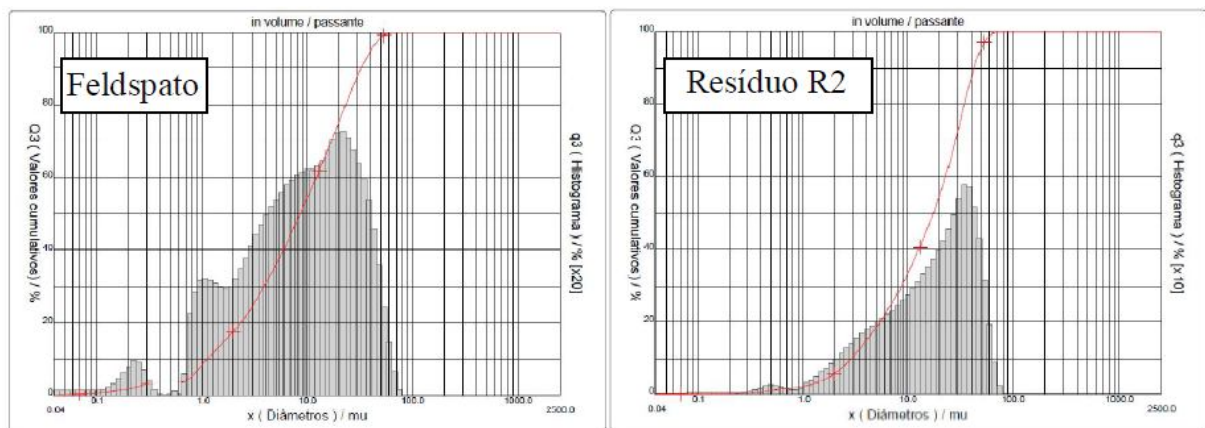 in volume / passante
Feldspato
Q3 ( Valores cumulativos ) / %
100
80
60
40
20
0
q3 ( Histograma ) / % [x20]
0.04 0.1 1.0 10.0 100.0 1000.0 2500.0
x ( Diâmetros ) / mu
in volume / passante
Resíduo R2
Q3 ( Valores cumulativos ) / %
100
80
60
40
20
0
q3 ( Histograma ) / % [x10]
0.04 0.1 1.0 10.0 100.0 1000.0 2500.0
x ( Diâmetros ) / mu